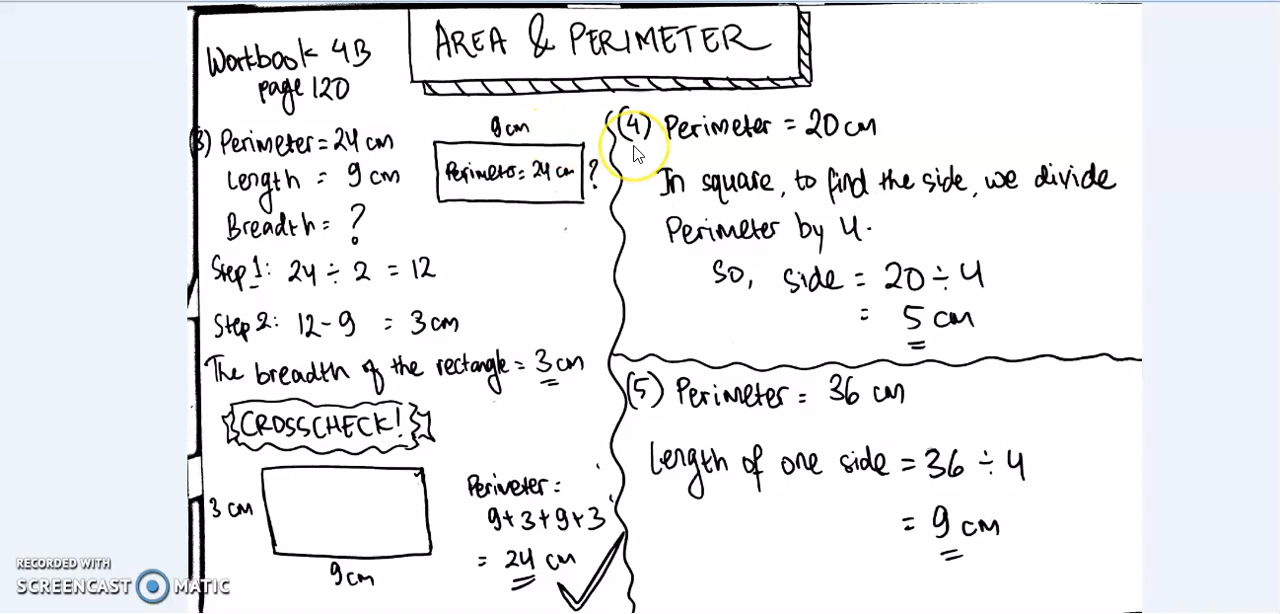 AREA & PERIMETER
Workbook 4B
page 120
(3) Perimeter = 24 cm
Length = 9 cm
Breadth = ?
9 cm
Perimeter = 24 cm
?
Step 1: 24 ÷ 2 = 12
Step 2: 12 - 9 = 3 cm
The breadth of the rectangle = 3 cm
CROSSCHECK!
3 cm
9 cm
Perimeter =
9 + 3 + 9 + 3
= 24 cm
(4) Perimeter = 20 cm
In square, to find the side, we divide
Perimeter by 4.
So, side = 20 ÷ 4
= 5 cm
(5) Perimeter = 36 cm
Length of one side = 36 ÷ 4
= 9 cm
RECORDED WITH
SCREENCAST MATIC